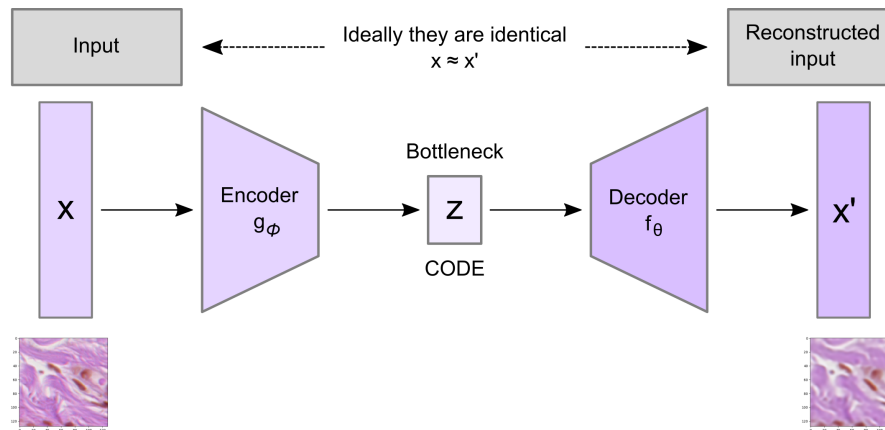 Input
Ideally they are identical
x ≈ x'
Reconstructed
input
x
Encoder
gϕ
Bottleneck
z
CODE
Decoder
fθ
x'